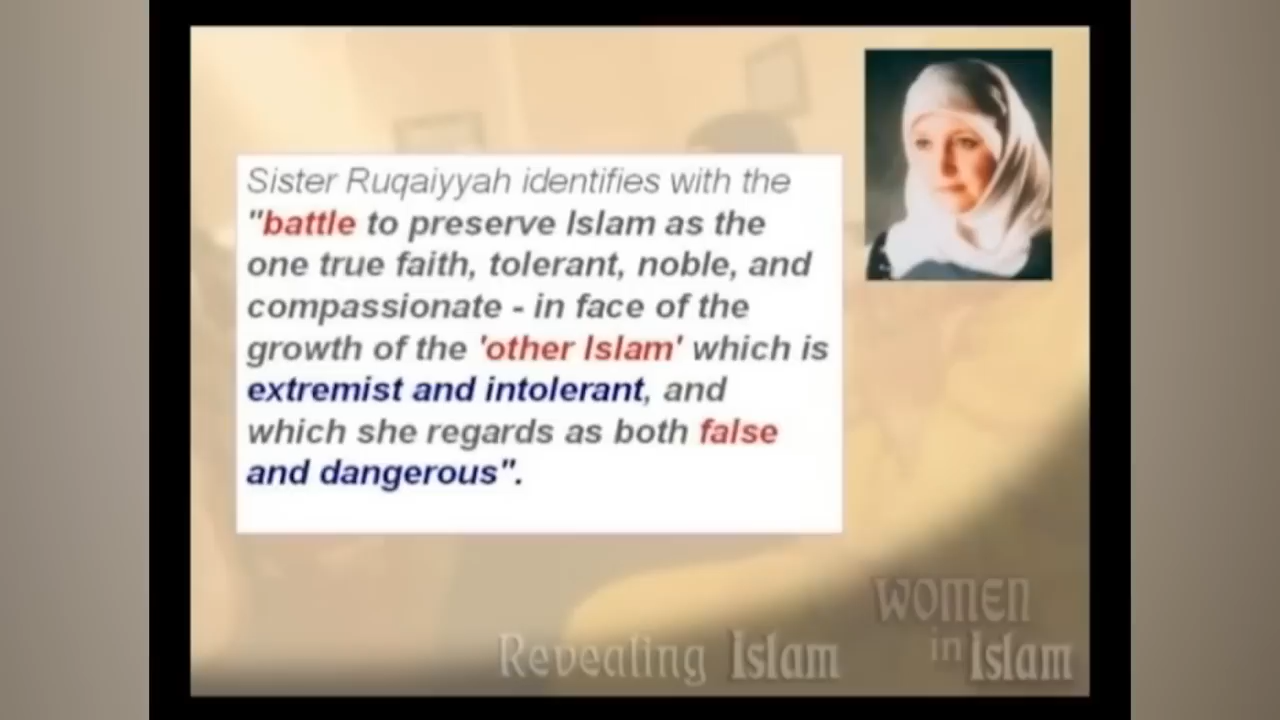 Sister Ruqaiyyah identifies with the
"battle to preserve Islam as the
one true faith, tolerant, noble, and
compassionate - in face of the
growth of the 'other Islam' which is
extremist and intolerant, and
which she regards as both false
and dangerous".
Revealing Islam
WOMEN
in Islam